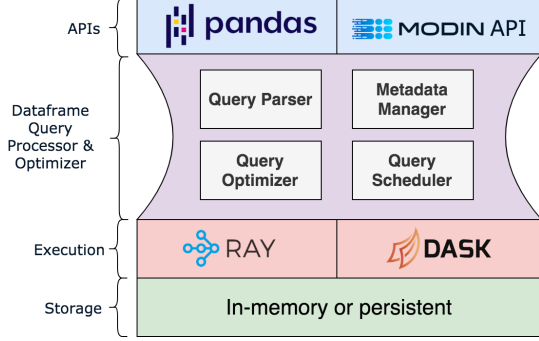 APIs
pandas
MODIN API
Dataframe
Query
Processor &
Optimizer
Query Parser
Metadata
Manager
Query
Optimizer
Query
Scheduler
Execution
RAY
DASK
Storage
In-memory or persistent